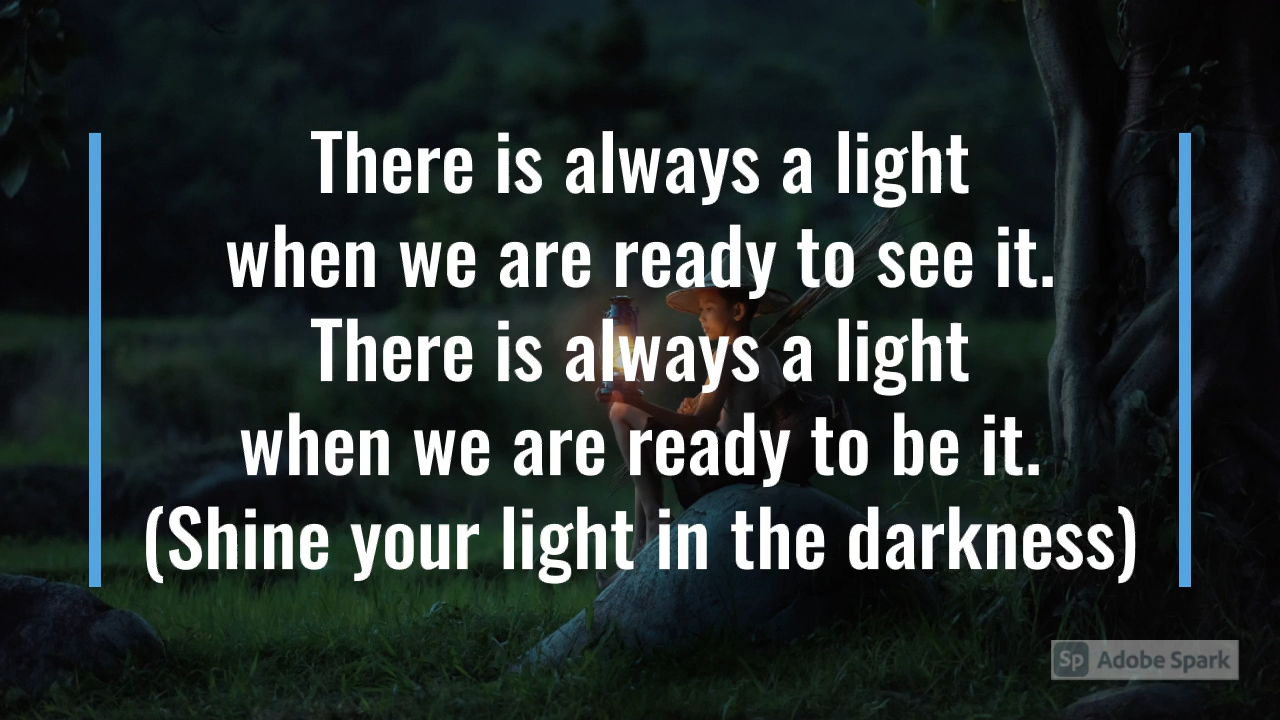 There is always a light
when we are ready to see it.
There is always a light
when we are ready to be it.
(Shine your light in the darkness)
Sp Adobe Spark